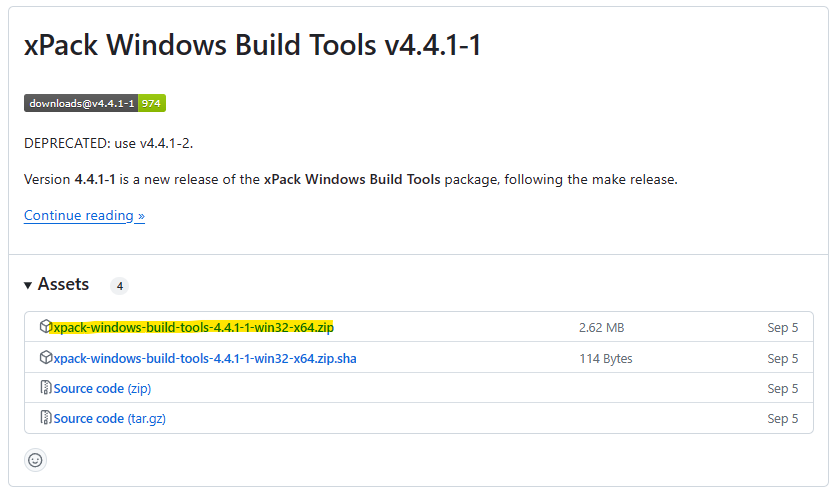 xPack Windows Build Tools v4.4.1-1
downloads@v4.4.1-1 974
DEPRECATED: use v4.4.1-2.
Version 4.4.1-1 is a new release of the xPack Windows Build Tools package, following the make release.
Continue reading »
▾ Assets 4
xpack-windows-build-tools-4.4.1-1-win32-x64.zip 2.62 MB Sep 5
xpack-windows-build-tools-4.4.1-1-win32-x64.zip.sha 114 Bytes Sep 5
Source code (zip) Sep 5
Source code (tar.gz) Sep 5